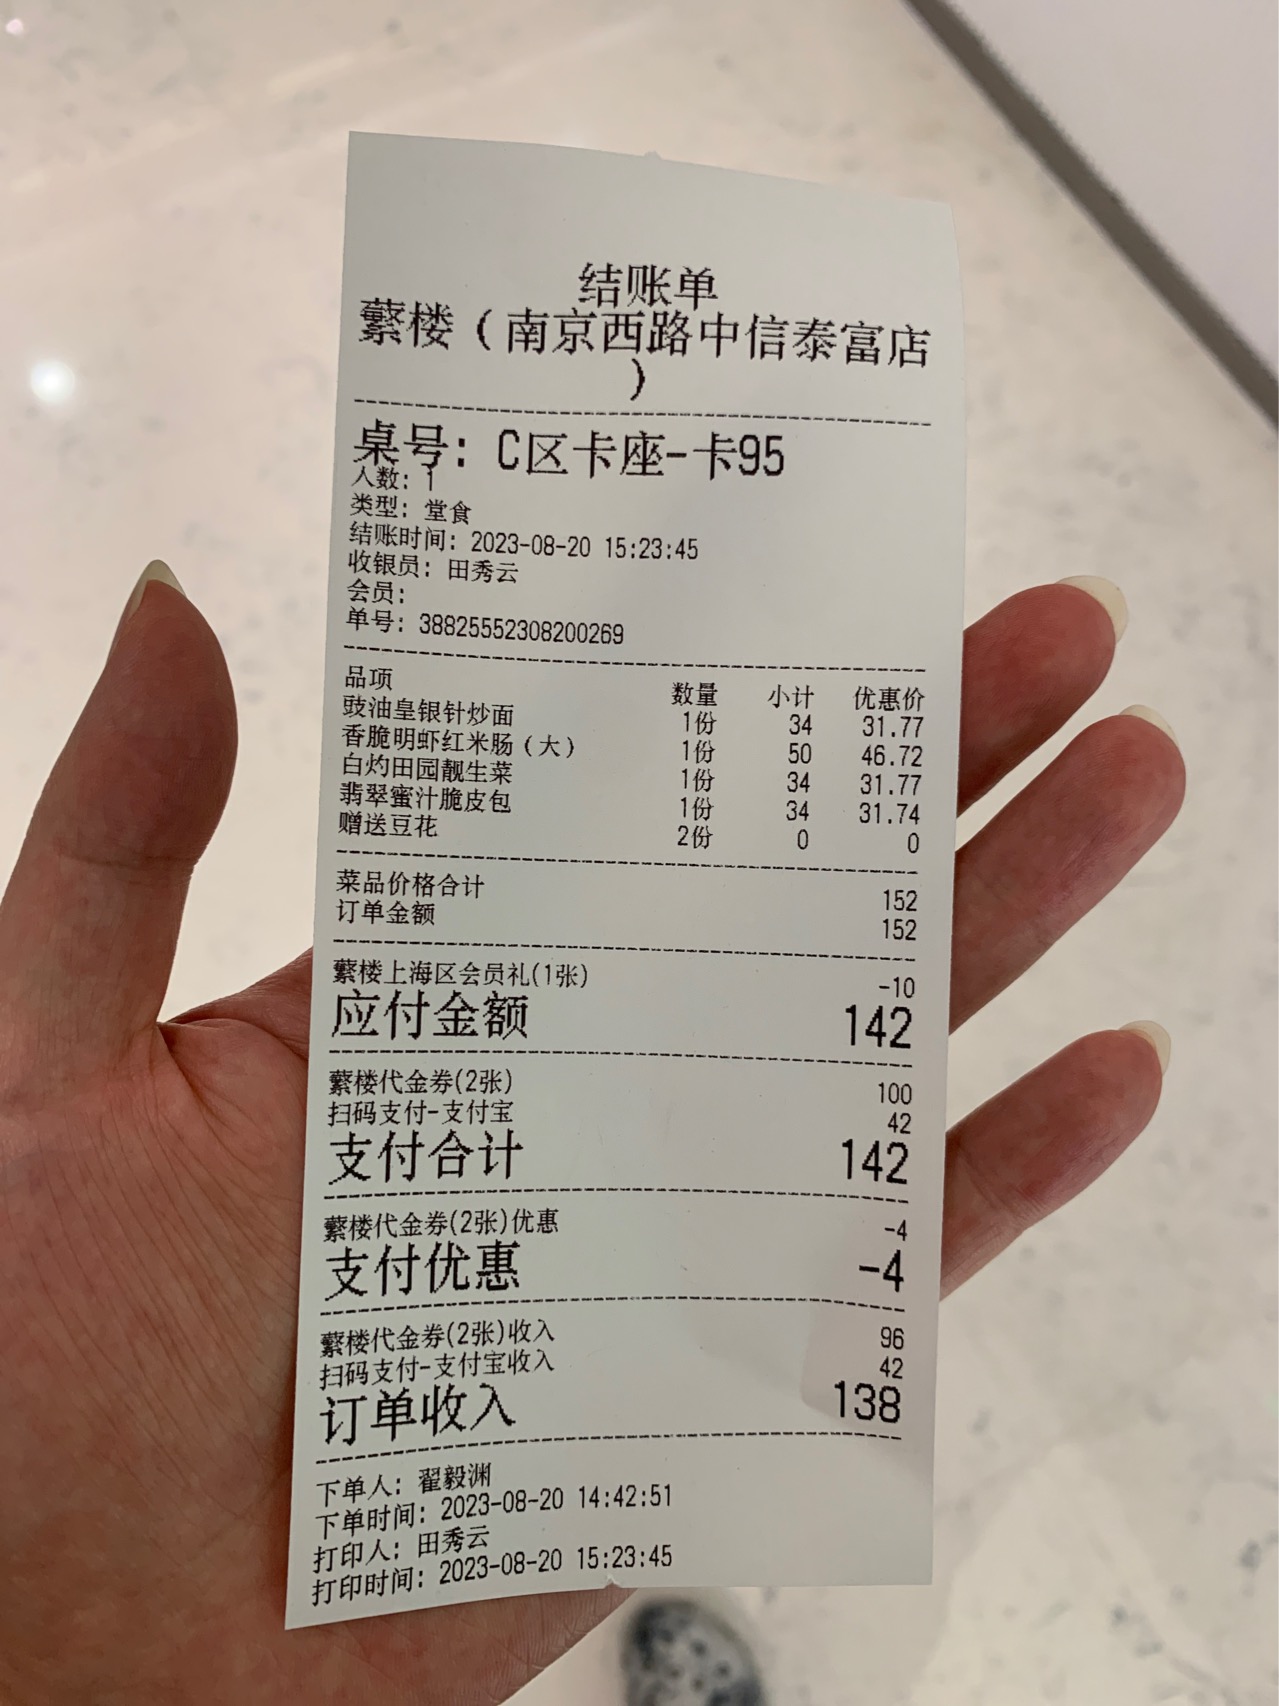 结账单
蘩楼（南京西路中信泰富店
）
桌号: C区卡座-卡95
人数: 1
类型: 堂食
结账时间: 2023-08-20 15:23:45
收银员: 田秀云
会员:
单号: 38825552308200269
品项 数量 小计 优惠价
豉油皇银针炒面 1份 34 31.77
香脆明虾红米肠（大） 1份 50 46.72
白灼田园靓生菜 1份 34 31.77
翡翠蜜汁脆皮包 1份 34 31.74
赠送豆花 2份 0 0
菜品价格合计 152
订单金额 152
蘩楼上海区会员礼(1张) -10
应付金额 142
蘩楼代金券(2张) 100
扫码支付-支付宝 42
支付合计 142
蘩楼代金券(2张)优惠 -4
支付优惠 -4
蘩楼代金券(2张)收入 96
扫码支付-支付宝收入 42
订单收入 138
下单人: 翟毅渊
下单时间: 2023-08-20 14:42:51
打印人: 田秀云
打印时间: 2023-08-20 15:23:45